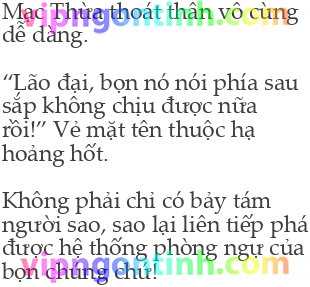 Mạc Thừa thoát thân vô cùng
dễ dàng.
“Lão đại, bọn nó nói phía sau
sắp không chịu được nữa
rồi!” Vẻ mặt tên thuộc hạ
hoảng hốt.
Không phải chỉ có bảy tám
người sao, sao lại liên tiếp phá
được hệ thống phòng ngự của
bọn chúng chứ!
vipngontinh.com
vipngontinh.com
vipngontinh.com